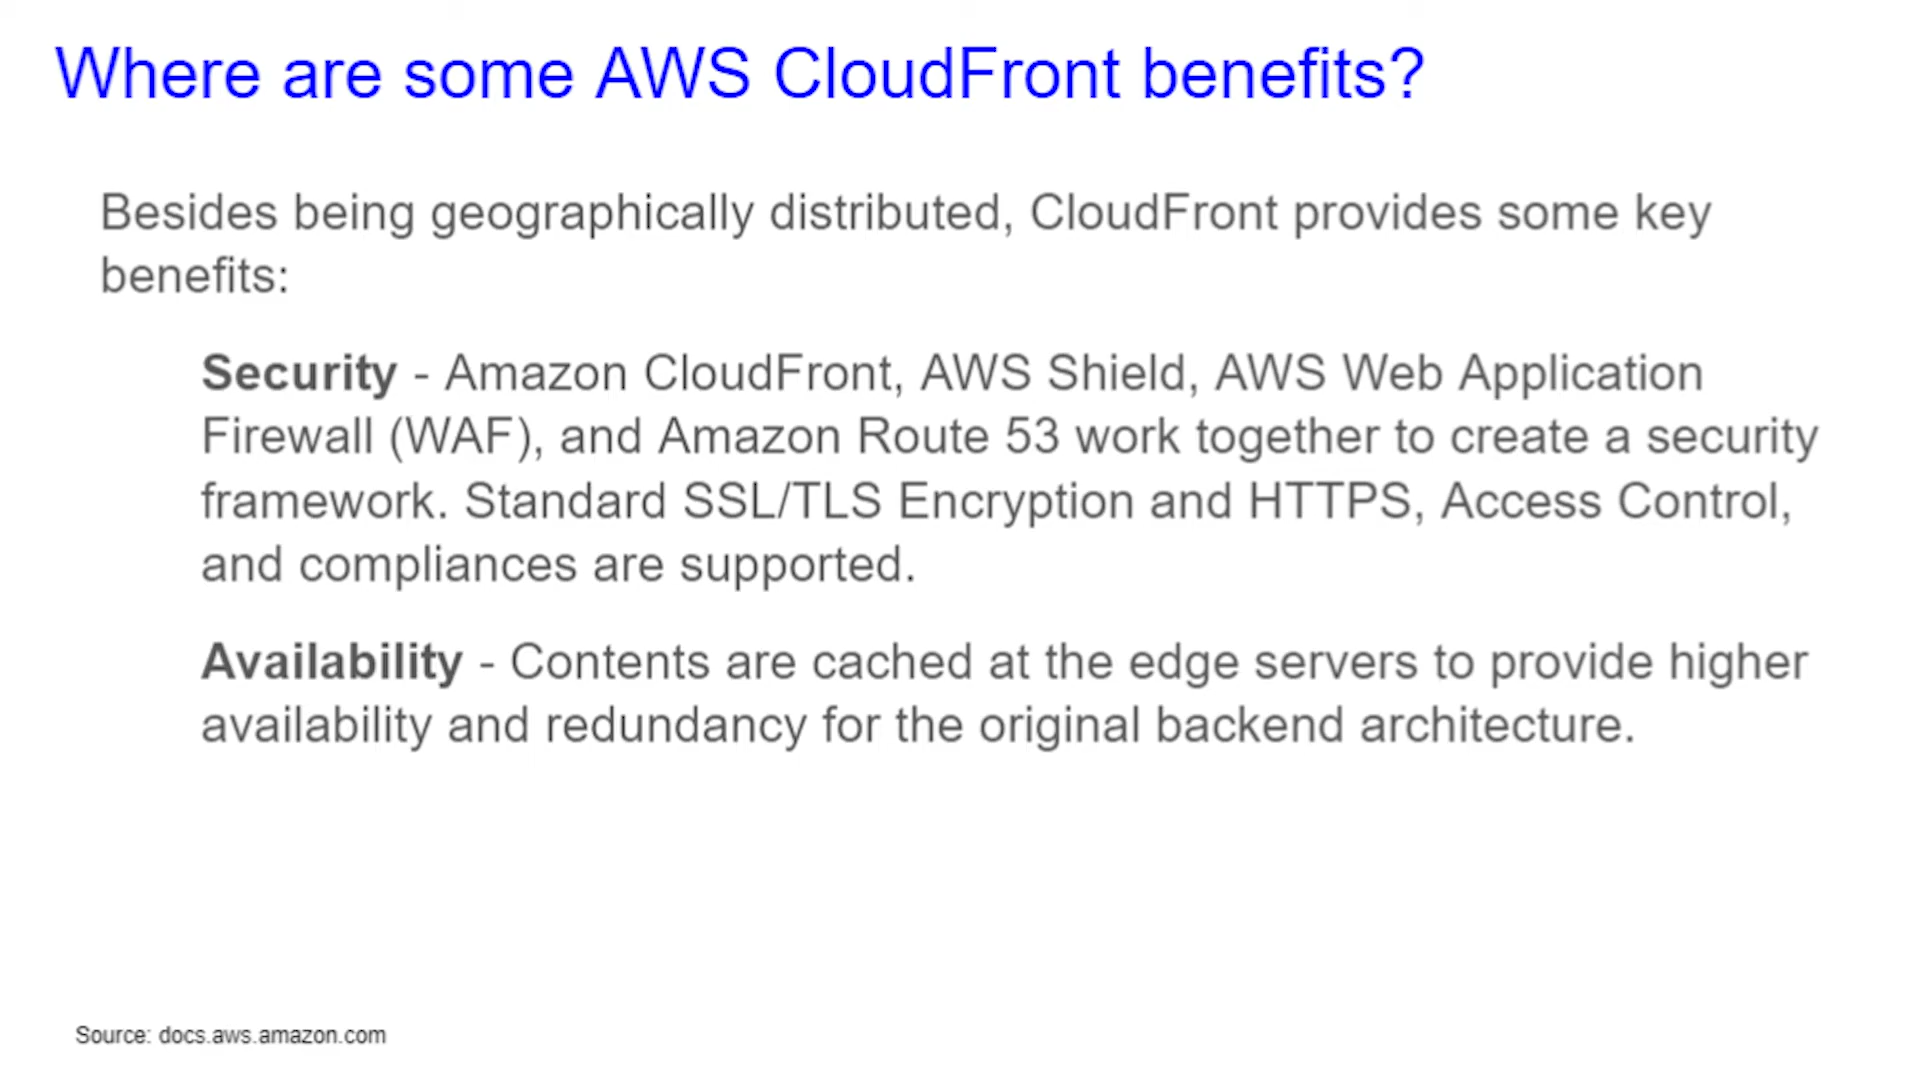 Where are some AWS CloudFront benefits?
Besides being geographically distributed, CloudFront provides some key
benefits:
Security - Amazon CloudFront, AWS Shield, AWS Web Application
Firewall (WAF), and Amazon Route 53 work together to create a security
framework. Standard SSL/TLS Encryption and HTTPS, Access Control,
and compliances are supported.
Availability - Contents are cached at the edge servers to provide higher
availability and redundancy for the original backend architecture.
Source: docs.aws.amazon.com